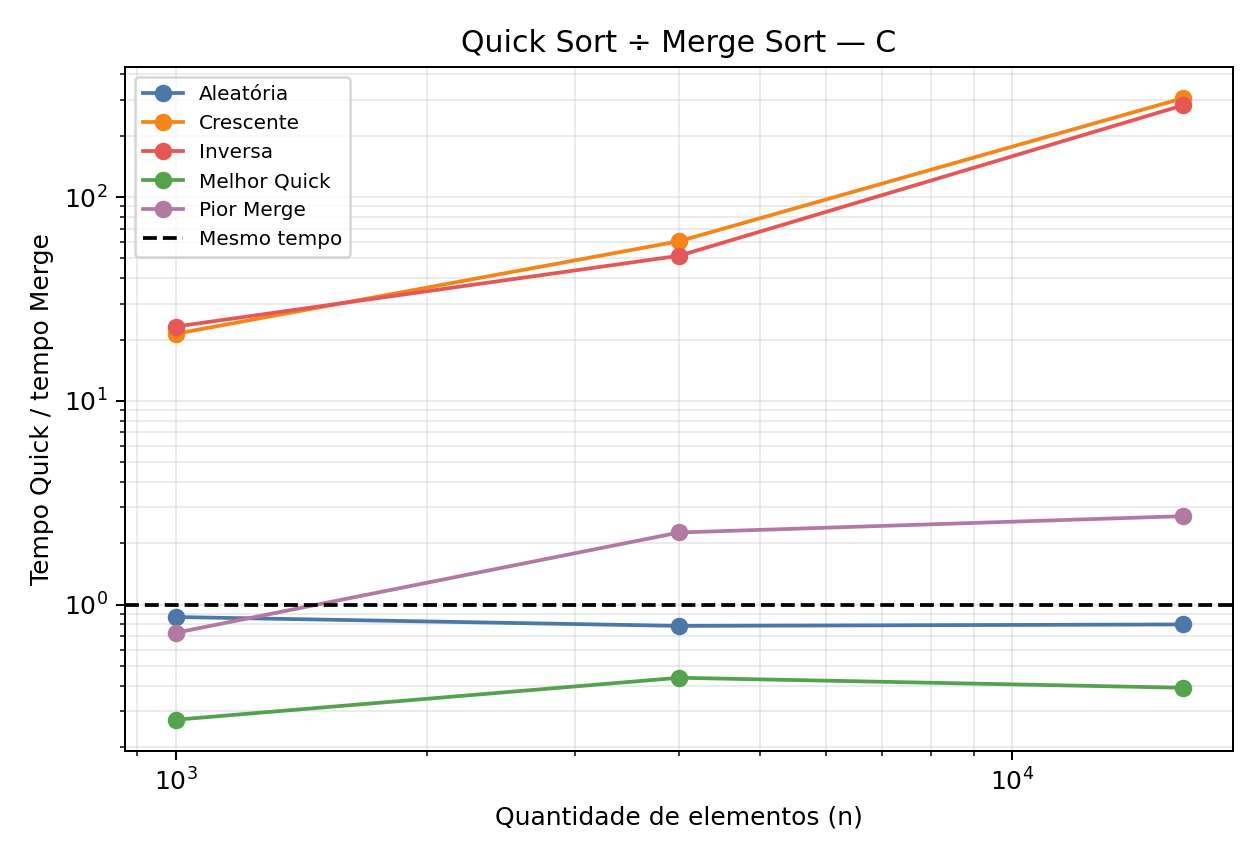 Quick Sort ÷ Merge Sort — C
Aleatória
Crescente
Inversa
Melhor Quick
Pior Merge
Mesmo tempo
Tempo Quick / tempo Merge
10²
10¹
10⁰
10³
10⁴
Quantidade de elementos (n)